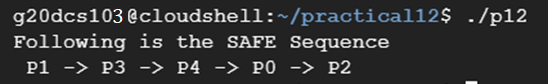 g20dcs103@cloudshell:~/practical12$ ./p12
Following is the SAFE Sequence
P1 -> P3 -> P4 -> P0 -> P2